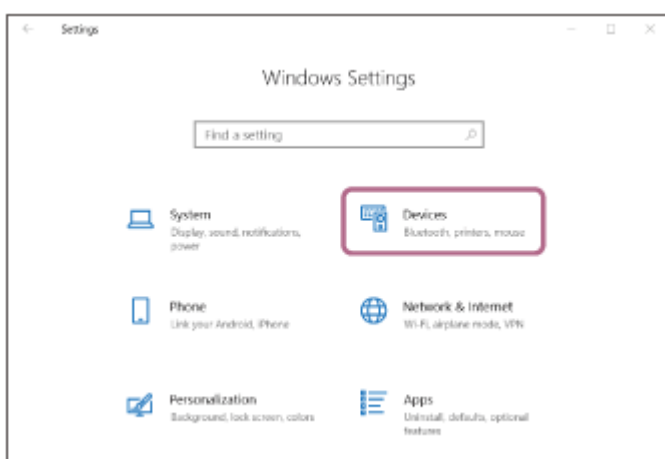 Settings
Windows Settings
Find a setting
System
Display, sound, notifications,
power
Devices
Bluetooth, printers, mouse
Phone
Link your Android, iPhone
Network & Internet
Wi-Fi, airplane mode, VPN
Personalization
Background, lock screen, colors
Apps
Uninstall, defaults, optional
features